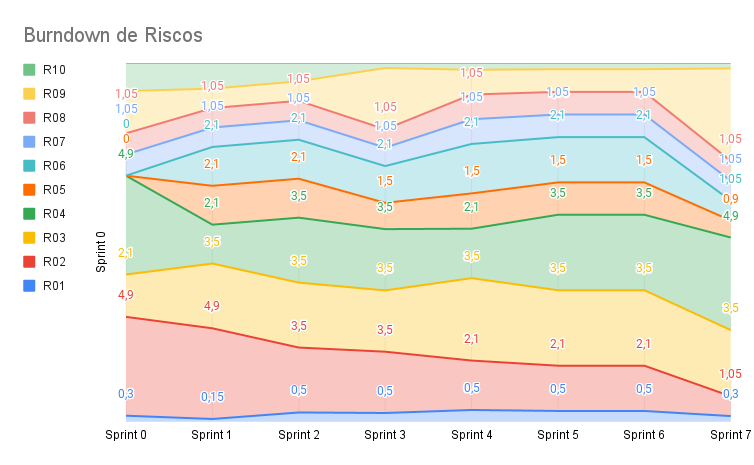 Burndown de Riscos
R10
R09
R08
R07
R06
R05
R04
R03
R02
R01
Sprint 0
1,05 1,05 1,05 1,05 1,05 1,05 1,05 1,05
1,05 1,05 1,05 1,05 1,05
0 2,1 2,1 2,1 2,1 2,1 2,1 1,05
0 2,1 2,1 1,5 1,5 1,5 1,5 0,9
4,9 2,1 3,5 3,5 2,1 3,5 3,5 4,9
2,1 3,5 3,5 3,5 3,5 3,5 3,5 3,5
4,9 4,9 3,5 3,5 2,1 2,1 2,1 1,05
0,3 0,15 0,5 0,5 0,5 0,5 0,5 0,3
Sprint 0 Sprint 1 Sprint 2 Sprint 3 Sprint 4 Sprint 5 Sprint 6 Sprint 7